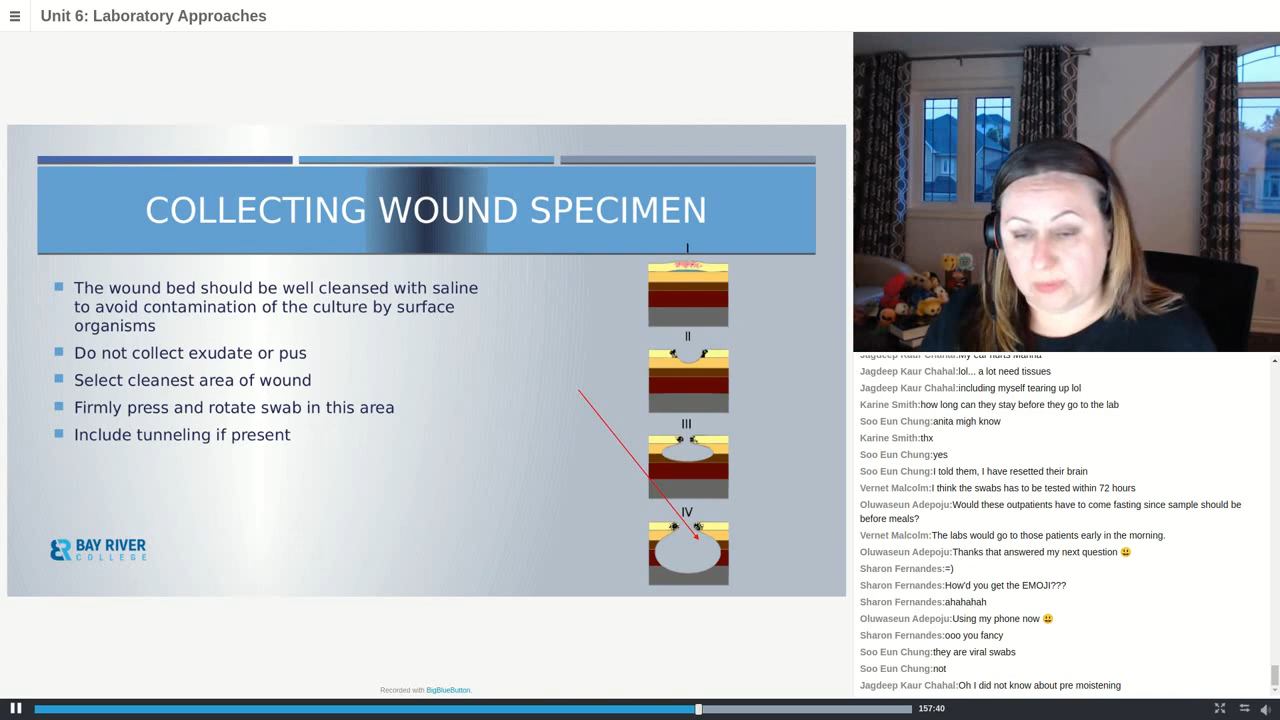 Unit 6: Laboratory Approaches
COLLECTING WOUND SPECIMEN
The wound bed should be well cleansed with saline
to avoid contamination of the culture by surface
organisms
Do not collect exudate or pus
Select cleanest area of wound
Firmly press and rotate swab in this area
Include tunneling if present
I
II
III
IV
BAY RIVER
COLLEGE
Recorded with BigBlueButton.
Jagdeep Kaur Chahal:My ear hurts Marina
Jagdeep Kaur Chahal:lol... a lot need tissues
Jagdeep Kaur Chahal:including myself tearing up lol
Karine Smith:how long can they stay before they go to the lab
Soo Eun Chung:anita migh know
Karine Smith:thx
Soo Eun Chung:yes
Soo Eun Chung:I told them, I have resetted their brain
Vernet Malcolm:I think the swabs has to be tested within 72 hours
Oluwaseun Adepoju:Would these outpatients have to come fasting since sample should be
before meals?
Vernet Malcolm:The labs would go to those patients early in the morning.
Oluwaseun Adepoju:Thanks that answered my next question 😃
Sharon Fernandes:=)
Sharon Fernandes:How'd you get the EMOJI???
Sharon Fernandes:ahahahah
Oluwaseun Adepoju:Using my phone now 😃
Sharon Fernandes:ooo you fancy
Soo Eun Chung:they are viral swabs
Soo Eun Chung:not
Jagdeep Kaur Chahal:Oh I did not know about pre moistening
157:40